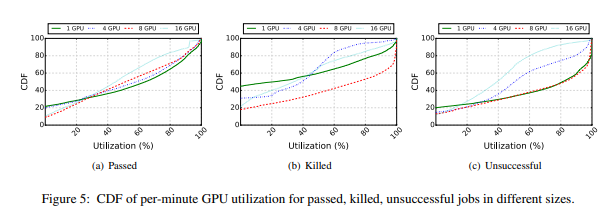 1 GPU 4 GPU 8 GPU 16 GPU
100
80
60
40
20
0
CDF
20 40 60 80 100
Utilization (%)
(a) Passed
1 GPU 4 GPU 8 GPU 16 GPU
100
80
60
40
20
0
CDF
20 40 60 80 100
Utilization (%)
(b) Killed
1 GPU 4 GPU 8 GPU 16 GPU
100
80
60
40
20
0
CDF
20 40 60 80 100
Utilization (%)
(c) Unsuccessful
Figure 5: CDF of per-minute GPU utilization for passed, killed, unsuccessful jobs in different sizes.